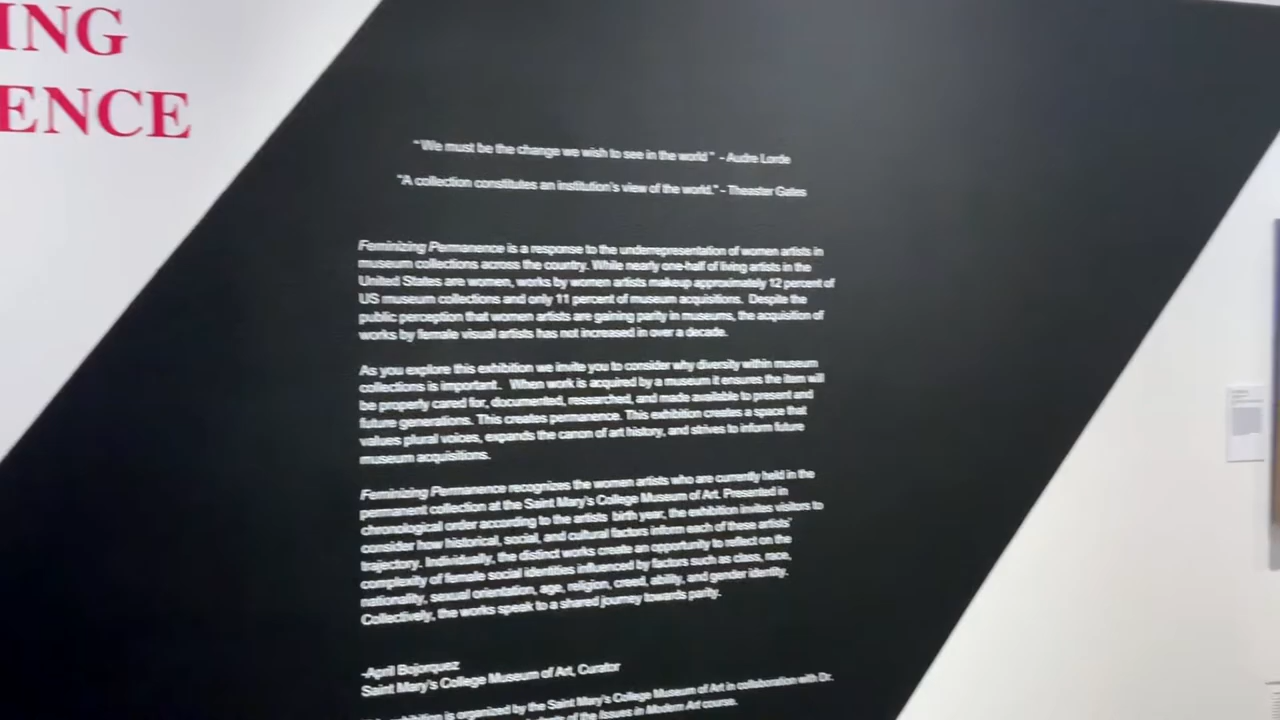 ING
ENCE
"We must be the change we wish to see in the world" - Audre Lorde
"A collection constitutes an institution's view of the world." - Theaster Gates
Feminizing Permanence is a response to the underrepresentation of women artists in
museum collections across the country. While nearly one-half of living artists in the
United States are women, works by women artists makeup approximately 12 percent of
US museum collections and only 11 percent of museum acquisitions. Despite the
public perception that women artists are gaining parity in museums, the acquisition of
works by female visual artists has not increased in over a decade.
As you explore this exhibition we invite you to consider why diversity within museum
collections is important. When work is acquired by a museum it ensures the item will
be properly cared for, documented, researched, and made available to present and
future generations. This creates permanence. This exhibition creates a space that
values plural voices, expands the canon of art history, and strives to inform future
museum acquisitions.
Feminizing Permanence recognizes the women artists who are currently held in the
permanent collection at the Saint Mary's College Museum of Art. Presented in
chronological order according to the artists' birth year, the exhibition invites visitors to
consider how historical, social, and cultural factors inform each of these artists'
trajectory. Individually, the distinct works create an opportunity to reflect on the
complexity of female social identities influenced by factors such as class, race,
nationality, sexual orientation, age, religion, creed, ability, and gender identity.
Collectively, the works speak to a shared journey towards parity.
-April Bojorquez
Saint Mary's College Museum of Art, Curator
exhibition is organized by the Saint Mary's College Museum of Art in collaboration with Dr.
of the Issues in Modern Art course.